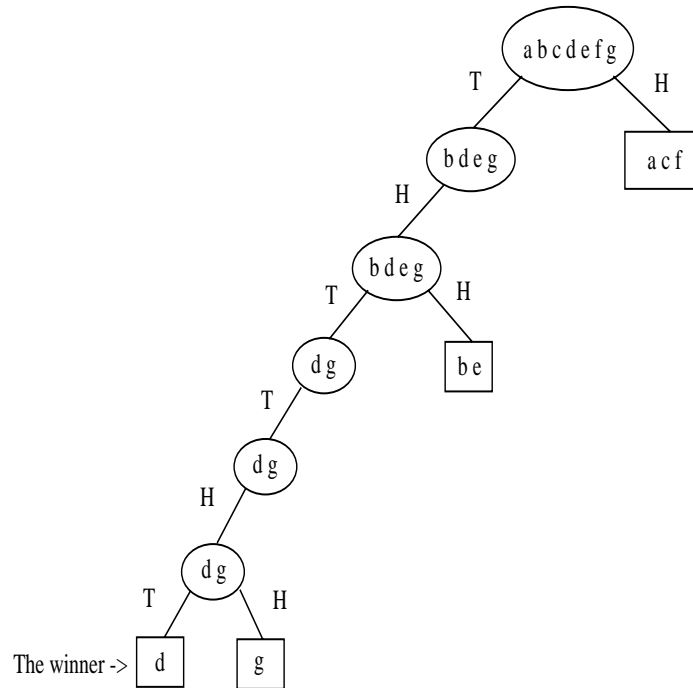 a b c d e f g
T H
b d e g
a c f
H
b d e g
T H
d g
b e
T
d g
H
d g
T H
The winner -> d g